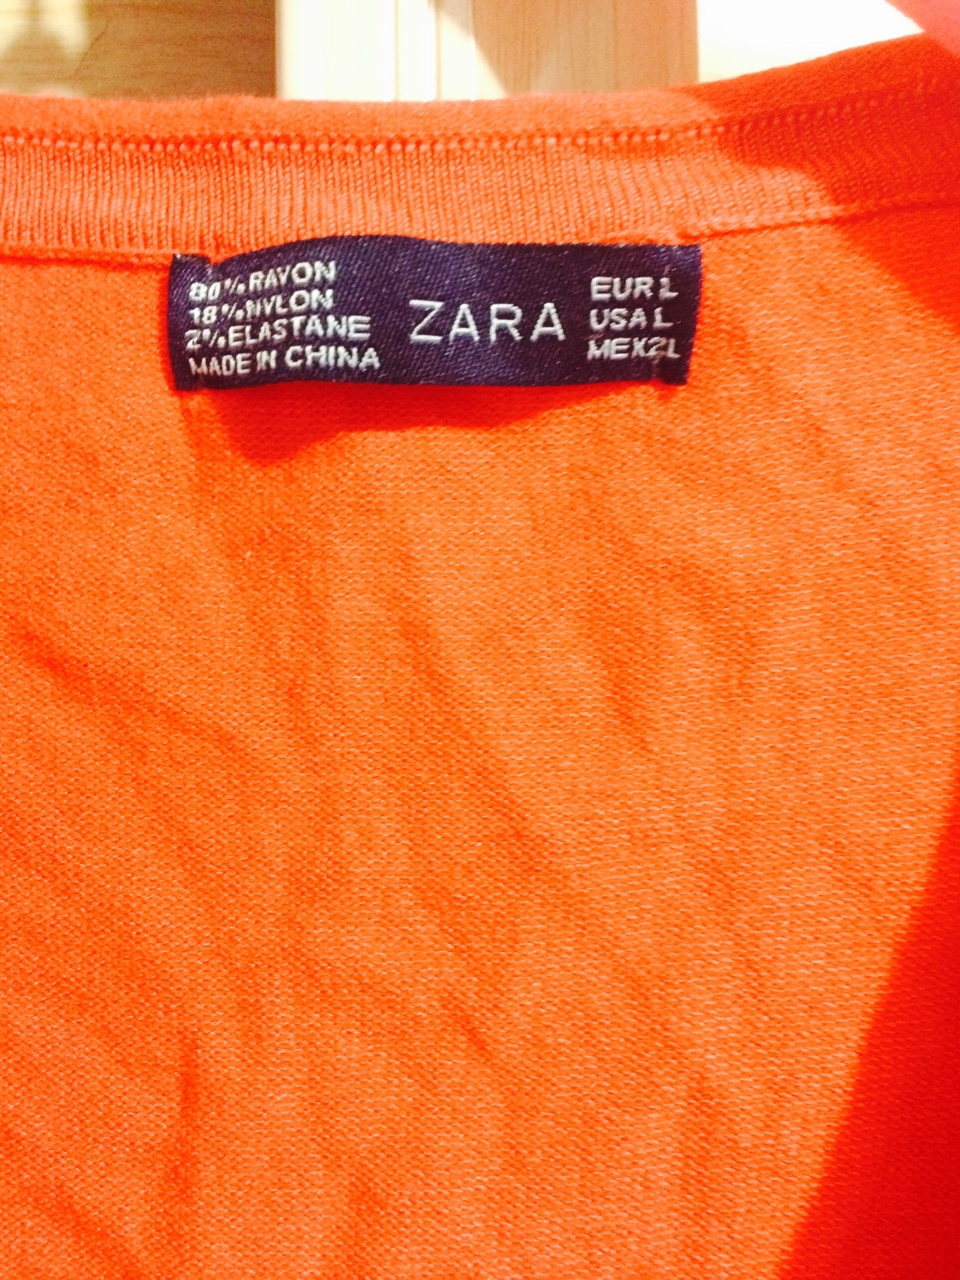 80% RAYON
18% NYLON
2% ELASTANE
MADE IN CHINA
ZARA
EUR L
USA L
MEX 2L